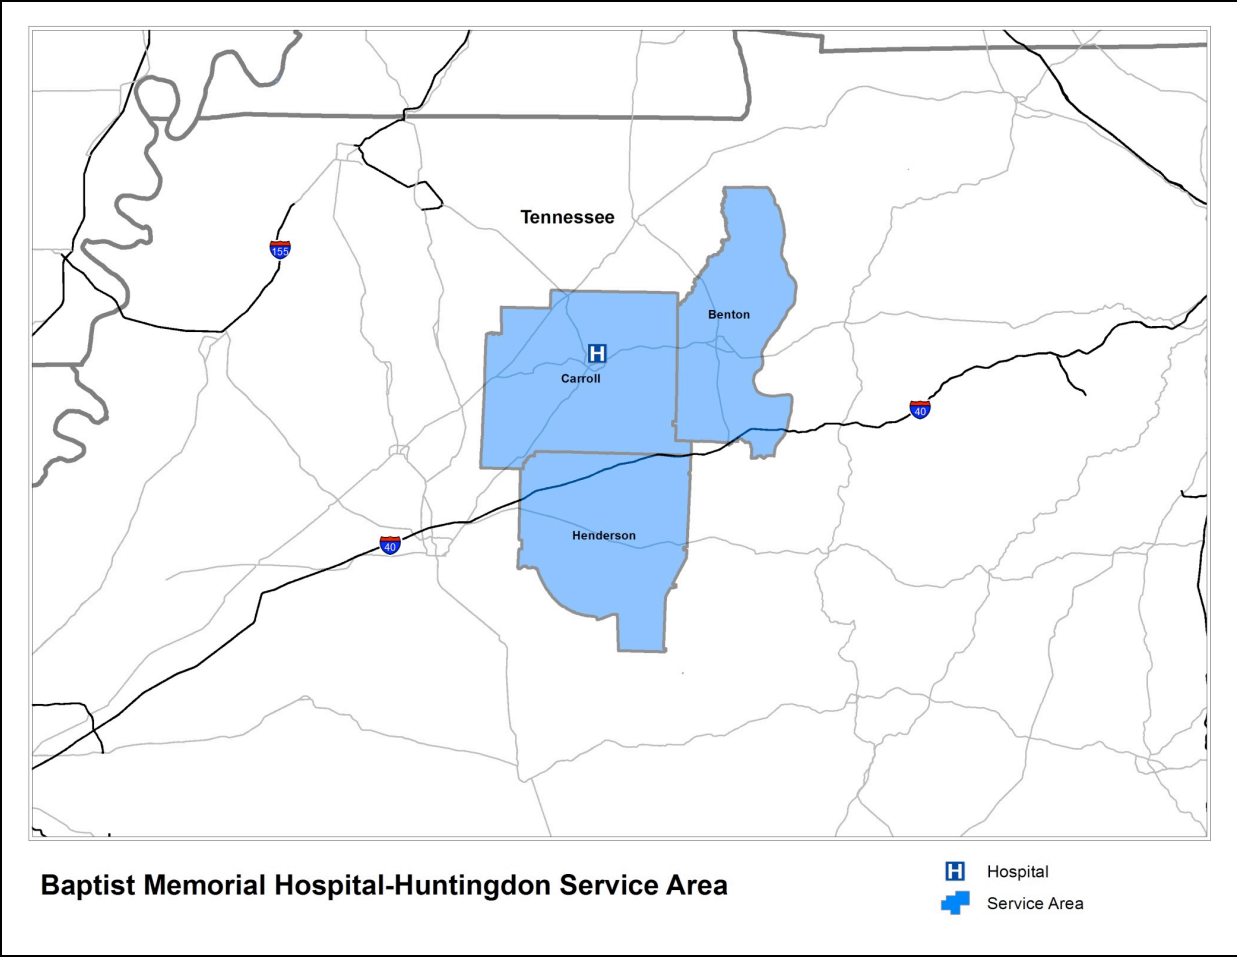 Tennessee
155
Benton
H
Carroll
40
Henderson
40
Baptist Memorial Hospital-Huntingdon Service Area
H Hospital
Service Area